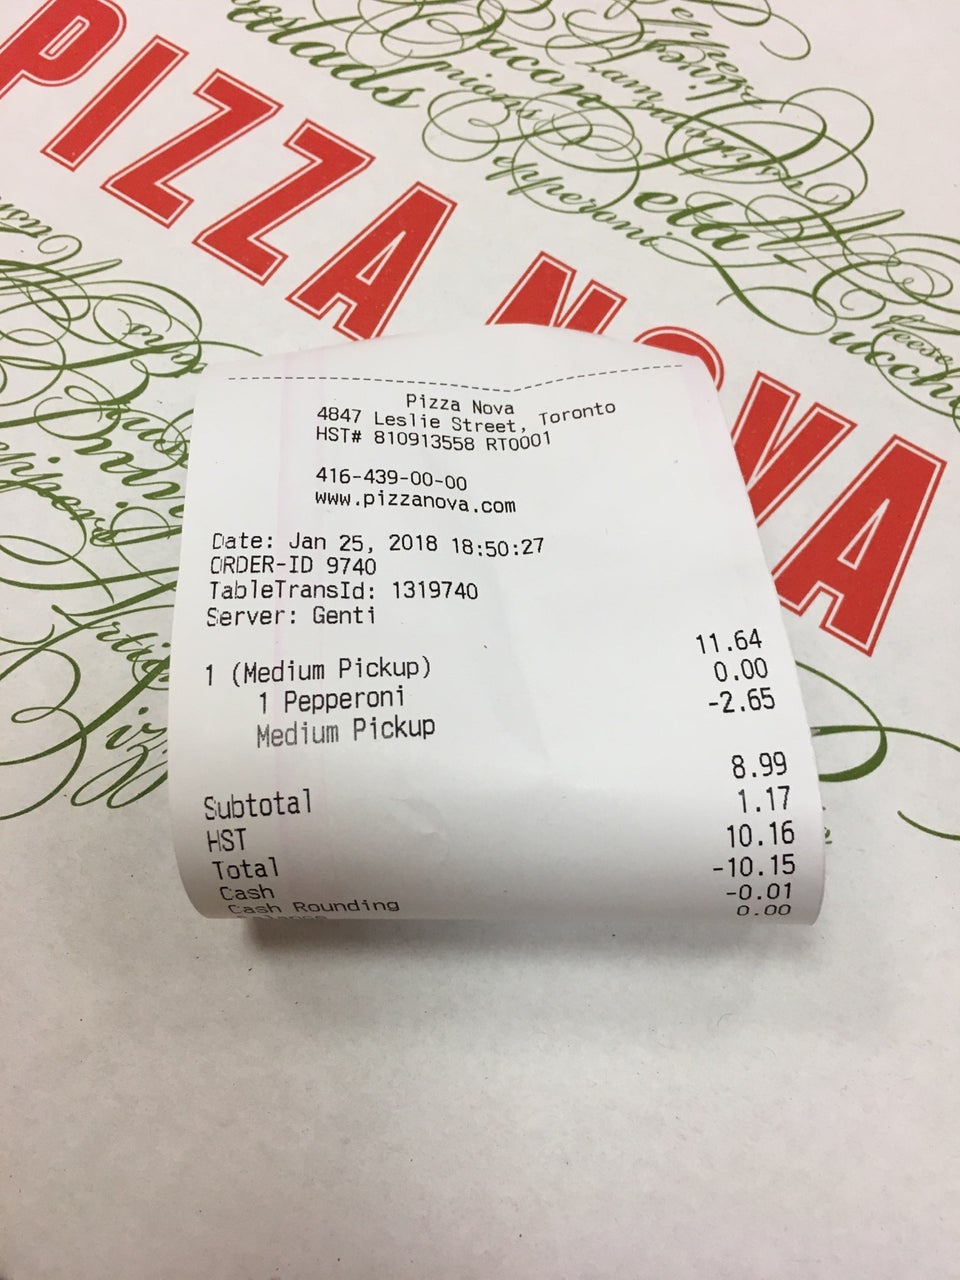 PIZZA NOVA
Pizza Nova
4847 Leslie Street, Toronto
HST# 810913558 RT0001
416-439-00-00
www.pizzanova.com
Date: Jan 25, 2018 18:50:27
ORDER-ID 9740
TableTransId: 1319740
Server: Genti
1 (Medium Pickup) 11.64
1 Pepperoni 0.00
Medium Pickup -2.65
Subtotal 8.99
HST 1.17
Total 10.16
Cash -10.15
Cash Rounding -0.01
Balance 0.00